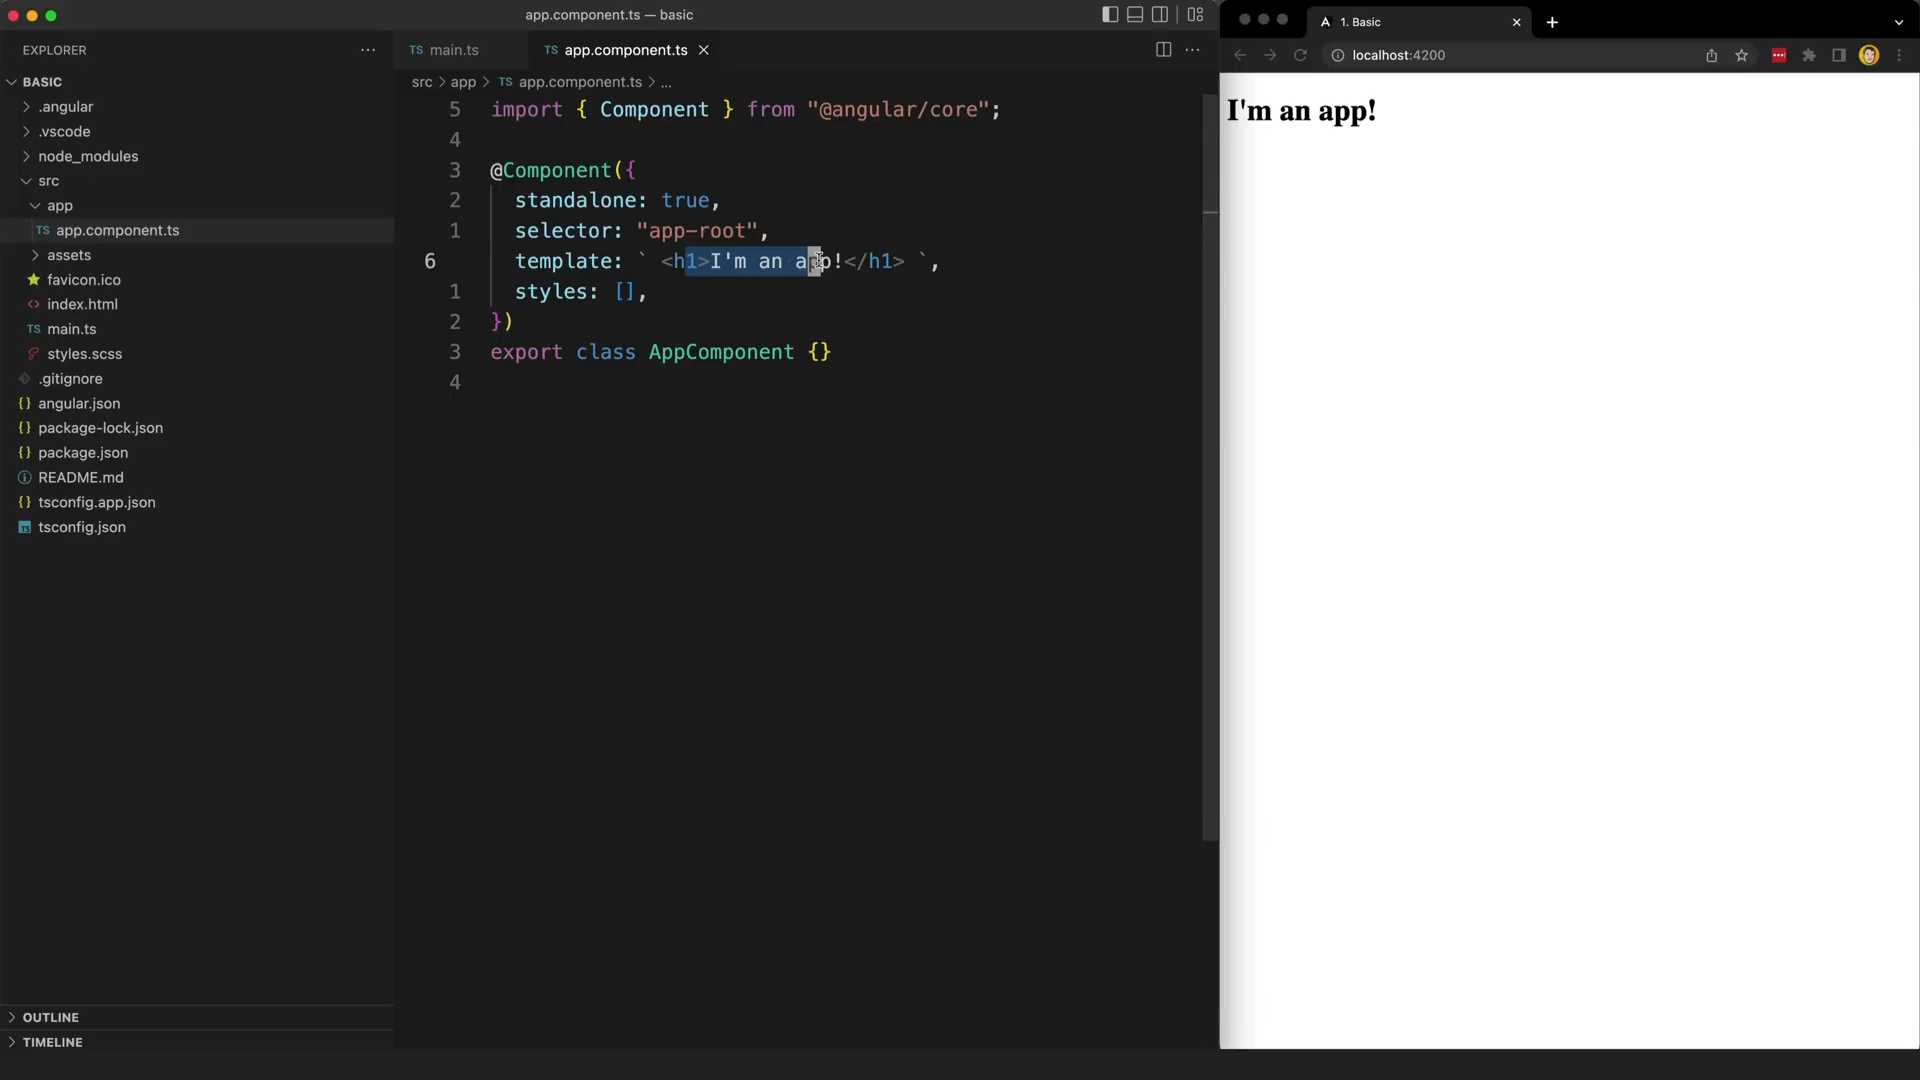 app.component.ts — basic
EXPLORER
BASIC
.angular
.vscode
node_modules
src
app
TS app.component.ts
assets
favicon.ico
<> index.html
TS main.ts
styles.scss
.gitignore
{} angular.json
{} package-lock.json
{} package.json
README.md
{} tsconfig.app.json
TS tsconfig.json
OUTLINE
TIMELINE
TS main.ts
TS app.component.ts
src > app > TS app.component.ts > ...
5 import { Component } from "@angular/core";
4
3 @Component({
2 standalone: true,
1 selector: "app-root",
6 template: ` <h1>I'm an app!</h1> `,
1 styles: [],
2 })
3 export class AppComponent {}
4
1. Basic
localhost:4200
I'm an app!